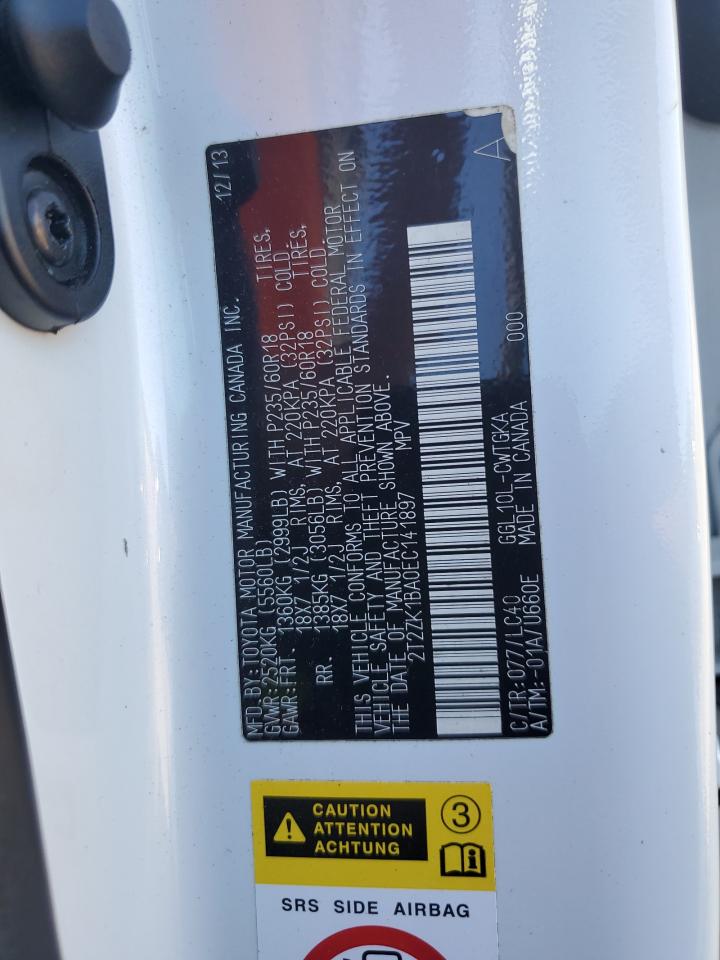 MFD.BY:TOYOTA MOTOR MANUFACTURING CANADA INC. 12/13
GVWR:2520KG (5560LB)
GAWR:FRT. 1360KG (2999LB) WITH P235/60R18 TIRES,
18X7 1/2J RIMS, AT 220KPA (32PSI) COLD.
RR. 1385KG (3056LB) WITH P235/60R18 TIRES,
18X7 1/2J RIMS, AT 220KPA (32PSI) COLD.
THIS VEHICLE CONFORMS TO ALL APPLICABLE FEDERAL MOTOR
VEHICLE SAFETY AND THEFT PREVENTION STANDARDS IN EFFECT ON
THE DATE OF MANUFACTURE SHOWN ABOVE.
2T2ZK1BA0EC141897 MPV
A
C/TR:077/LC40 GGL10L-CWTGKA 000
A/TM:-01A/U660E MADE IN CANADA
CAUTION
ATTENTION
ACHTUNG
3
SRS SIDE AIRBAG